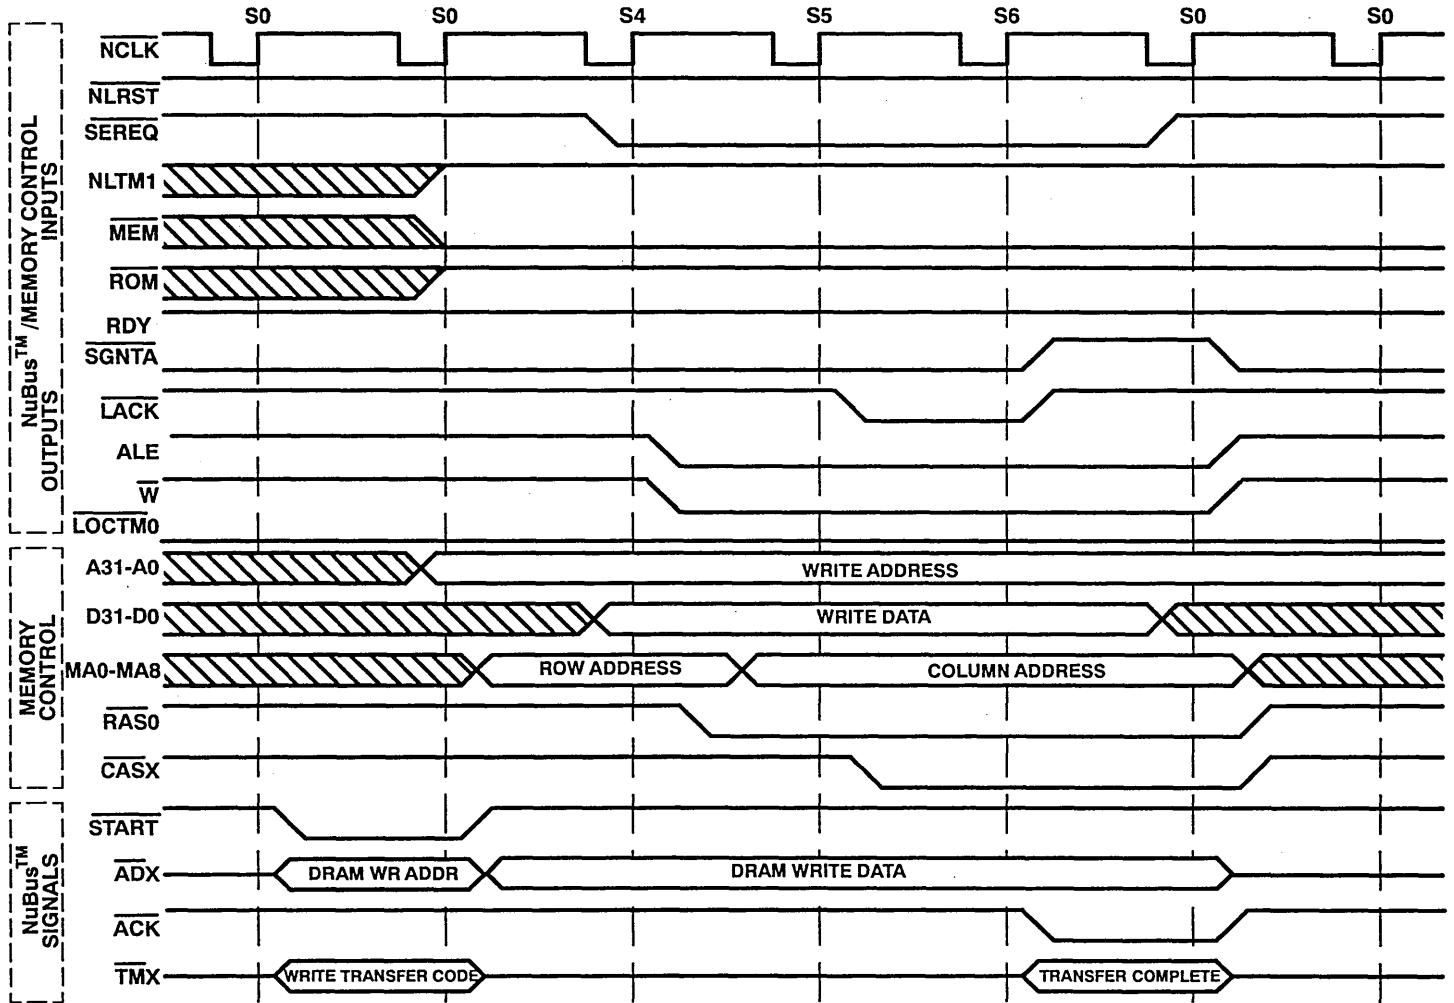 S0 S0 S4 S5 S6 S0 S0
NuBus™ /MEMORY CONTROL
INPUTS
OUTPUTS
NCLK
NLRST
SEREQ
NLTM1
MEM
ROM
RDY
SGNTA
LACK
ALE
W
LOCTM0
MEMORY
CONTROL
A31-A0 WRITE ADDRESS
D31-D0 WRITE DATA
MA0-MA8 ROW ADDRESS COLUMN ADDRESS
RAS0
CASX
NuBus™
SIGNALS
START
ADX DRAM WR ADDR DRAM WRITE DATA
ACK
TMX WRITE TRANSFER CODE TRANSFER COMPLETE